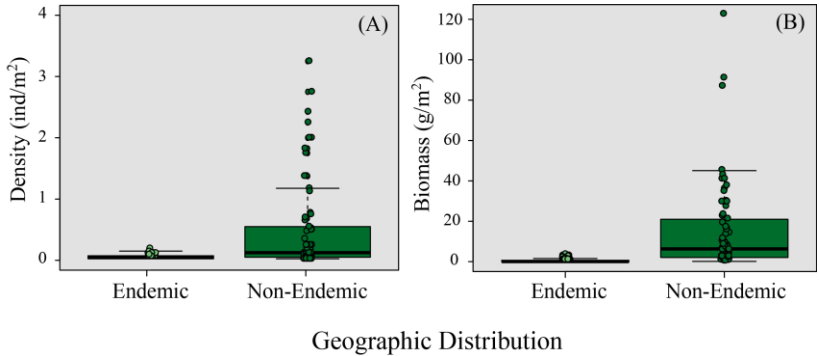 (A)
Density (ind/m²)
4
3
2
1
0
Endemic Non-Endemic
(B)
Biomass (g/m²)
120
100
80
60
40
20
0
Endemic Non-Endemic
Geographic Distribution